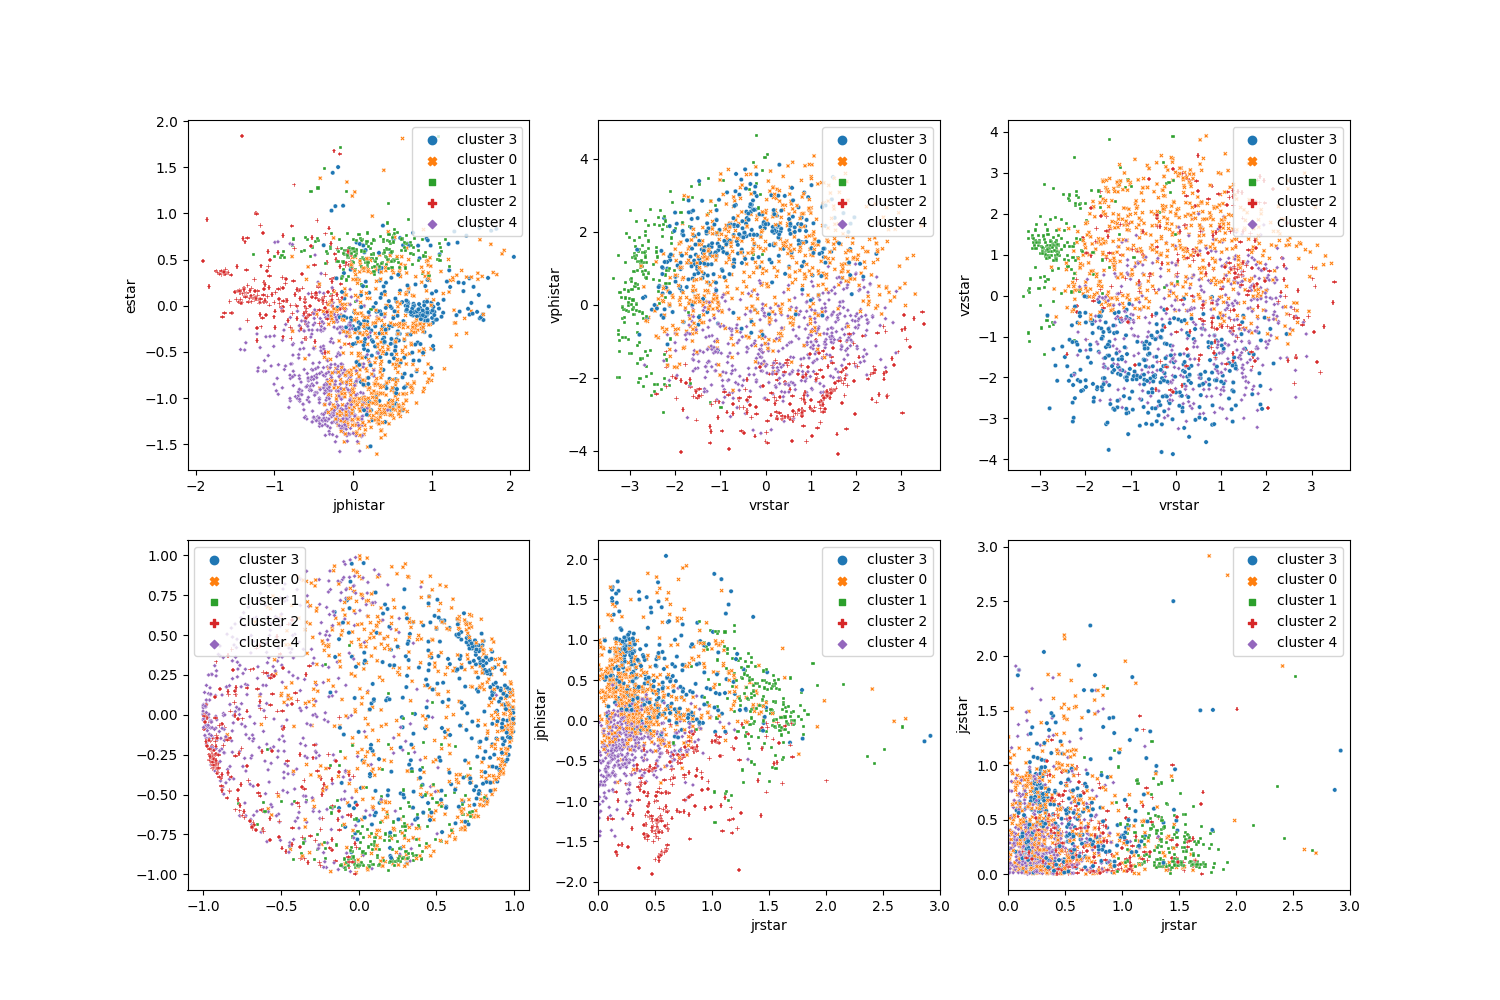 2.0
1.5
1.0
0.5
0.0
−0.5
−1.0
−1.5
estar
−2
−1
0
1
2
jphistar
cluster 3
cluster 0
cluster 1
cluster 2
cluster 4
4
2
0
−2
−4
vphistar
−3
−2
−1
0
1
2
3
vrstar
cluster 3
cluster 0
cluster 1
cluster 2
cluster 4
4
3
2
1
0
−1
−2
−3
−4
vzstar
−3
−2
−1
0
1
2
3
vrstar
cluster 3
cluster 0
cluster 1
cluster 2
cluster 4
1.00
0.75
0.50
0.25
0.00
−0.25
−0.50
−0.75
−1.00
−1.0
−0.5
0.0
0.5
1.0
cluster 3
cluster 0
cluster 1
cluster 2
cluster 4
2.0
1.5
1.0
0.5
0.0
−0.5
−1.0
−1.5
−2.0
jphistar
0.0
0.5
1.0
1.5
2.0
2.5
3.0
jrstar
cluster 3
cluster 0
cluster 1
cluster 2
cluster 4
3.0
2.5
2.0
1.5
1.0
0.5
0.0
jzstar
0.0
0.5
1.0
1.5
2.0
2.5
3.0
jrstar
cluster 3
cluster 0
cluster 1
cluster 2
cluster 4